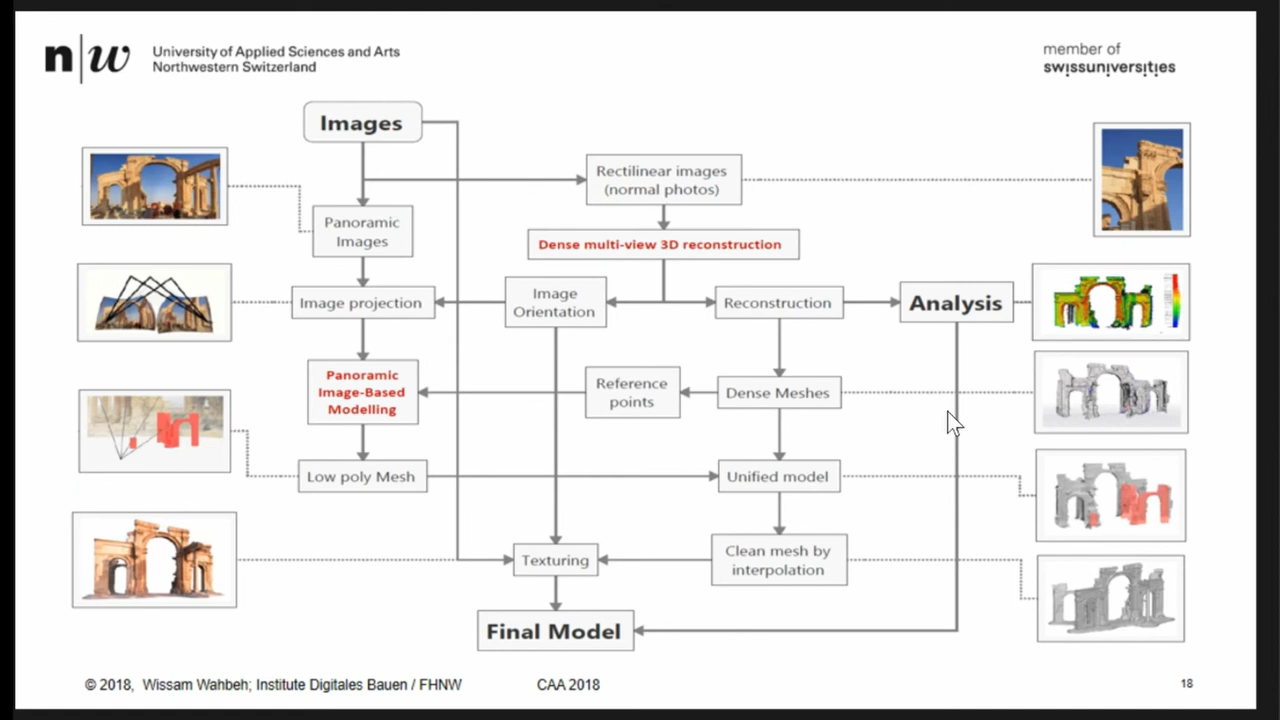 n|w
University of Applied Sciences and Arts
Northwestern Switzerland
member of
swissuniversities
Images
Rectilinear images
(normal photos)
Panoramic
Images
Dense multi-view 3D reconstruction
Image projection
Image
Orientation
Reconstruction
Analysis
Panoramic
Image-Based
Modelling
Reference
points
Dense Meshes
Low poly Mesh
Unified model
Texturing
Clean mesh by
interpolation
Final Model
© 2018, Wissam Wahbeh; Institute Digitales Bauen / FHNW
CAA 2018
18